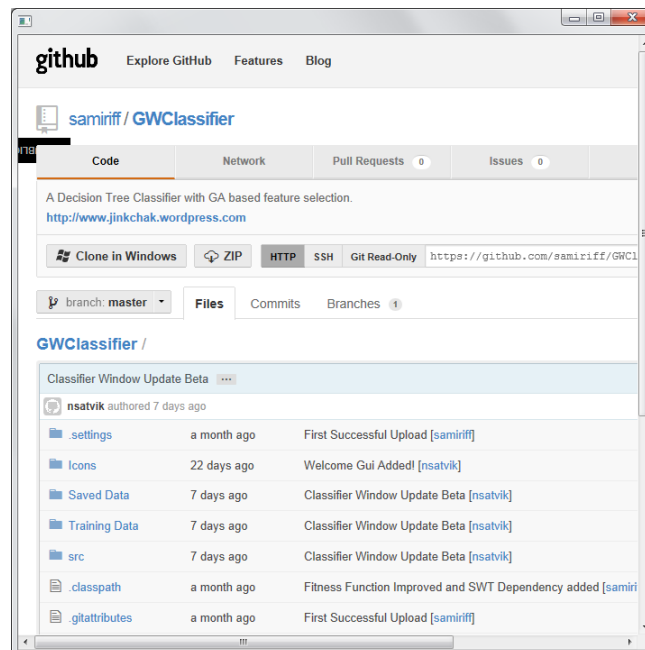 github Explore GitHub Features Blog
samiriff / GWClassifier
Code Network Pull Requests 0 Issues 0
A Decision Tree Classifier with GA based feature selection.
http://www.jinkchak.wordpress.com
Clone in Windows ZIP HTTP SSH Git Read-Only https://github.com/samiriff/GWCl
branch: master Files Commits Branches 1
GWClassifier /
Classifier Window Update Beta ...
nsatvik authored 7 days ago
.settings a month ago First Successful Upload [samiriff]
Icons 22 days ago Welcome Gui Added! [nsatvik]
Saved Data 7 days ago Classifier Window Update Beta [nsatvik]
Training Data 7 days ago Classifier Window Update Beta [nsatvik]
src 7 days ago Classifier Window Update Beta [nsatvik]
.classpath a month ago Fitness Function Improved and SWT Dependency added [samiri
.gitattributes a month ago First Successful Upload [samiriff]